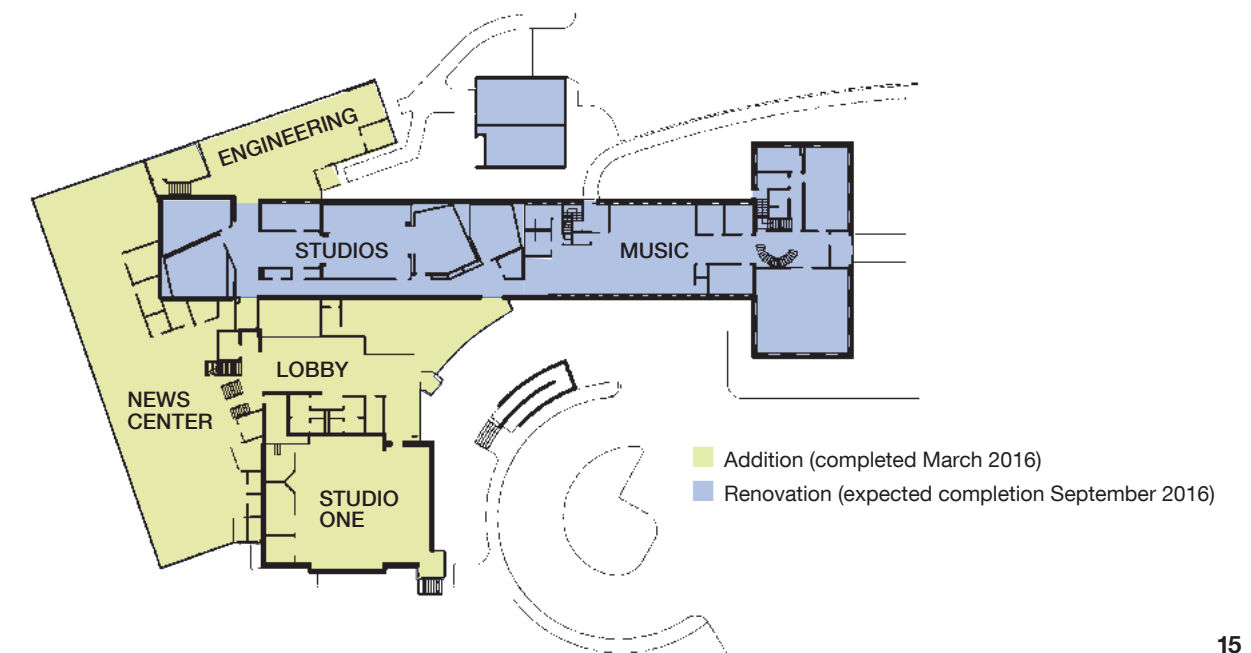 ENGINEERING
STUDIOS
MUSIC
LOBBY
NEWS
CENTER
STUDIO
ONE
Addition (completed March 2016)
Renovation (expected completion September 2016)
15